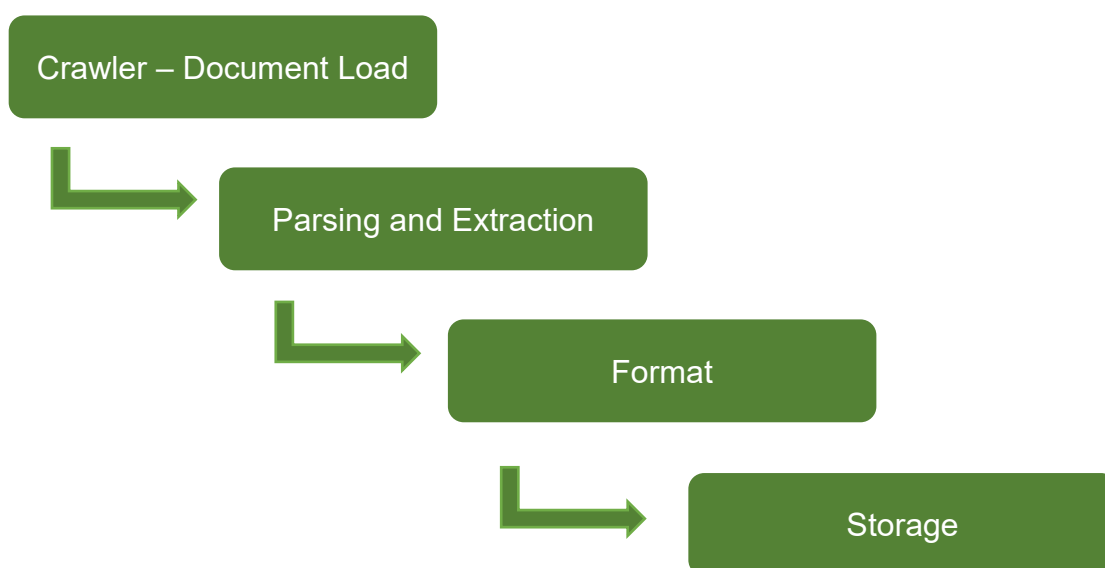 Crawler – Document Load
Parsing and Extraction
Format
Storage